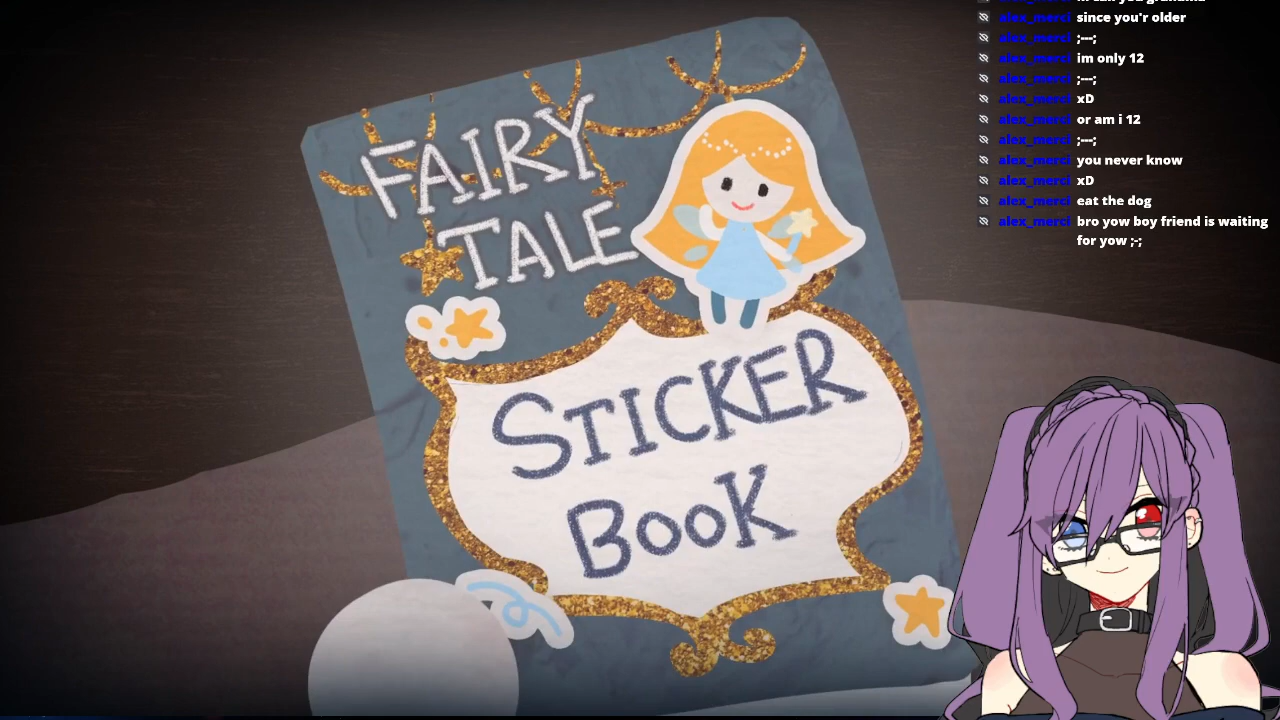 alex_merci since you'r older
alex_merci ;---;
alex_merci im only 12
alex_merci ;---;
alex_merci xD
alex_merci or am i 12
alex_merci ;---;
alex_merci you never know
alex_merci xD
alex_merci eat the dog
alex_merci bro yow boy friend is waiting
for yow ;-;
FAIRY
TALE
STICKER
BOOK